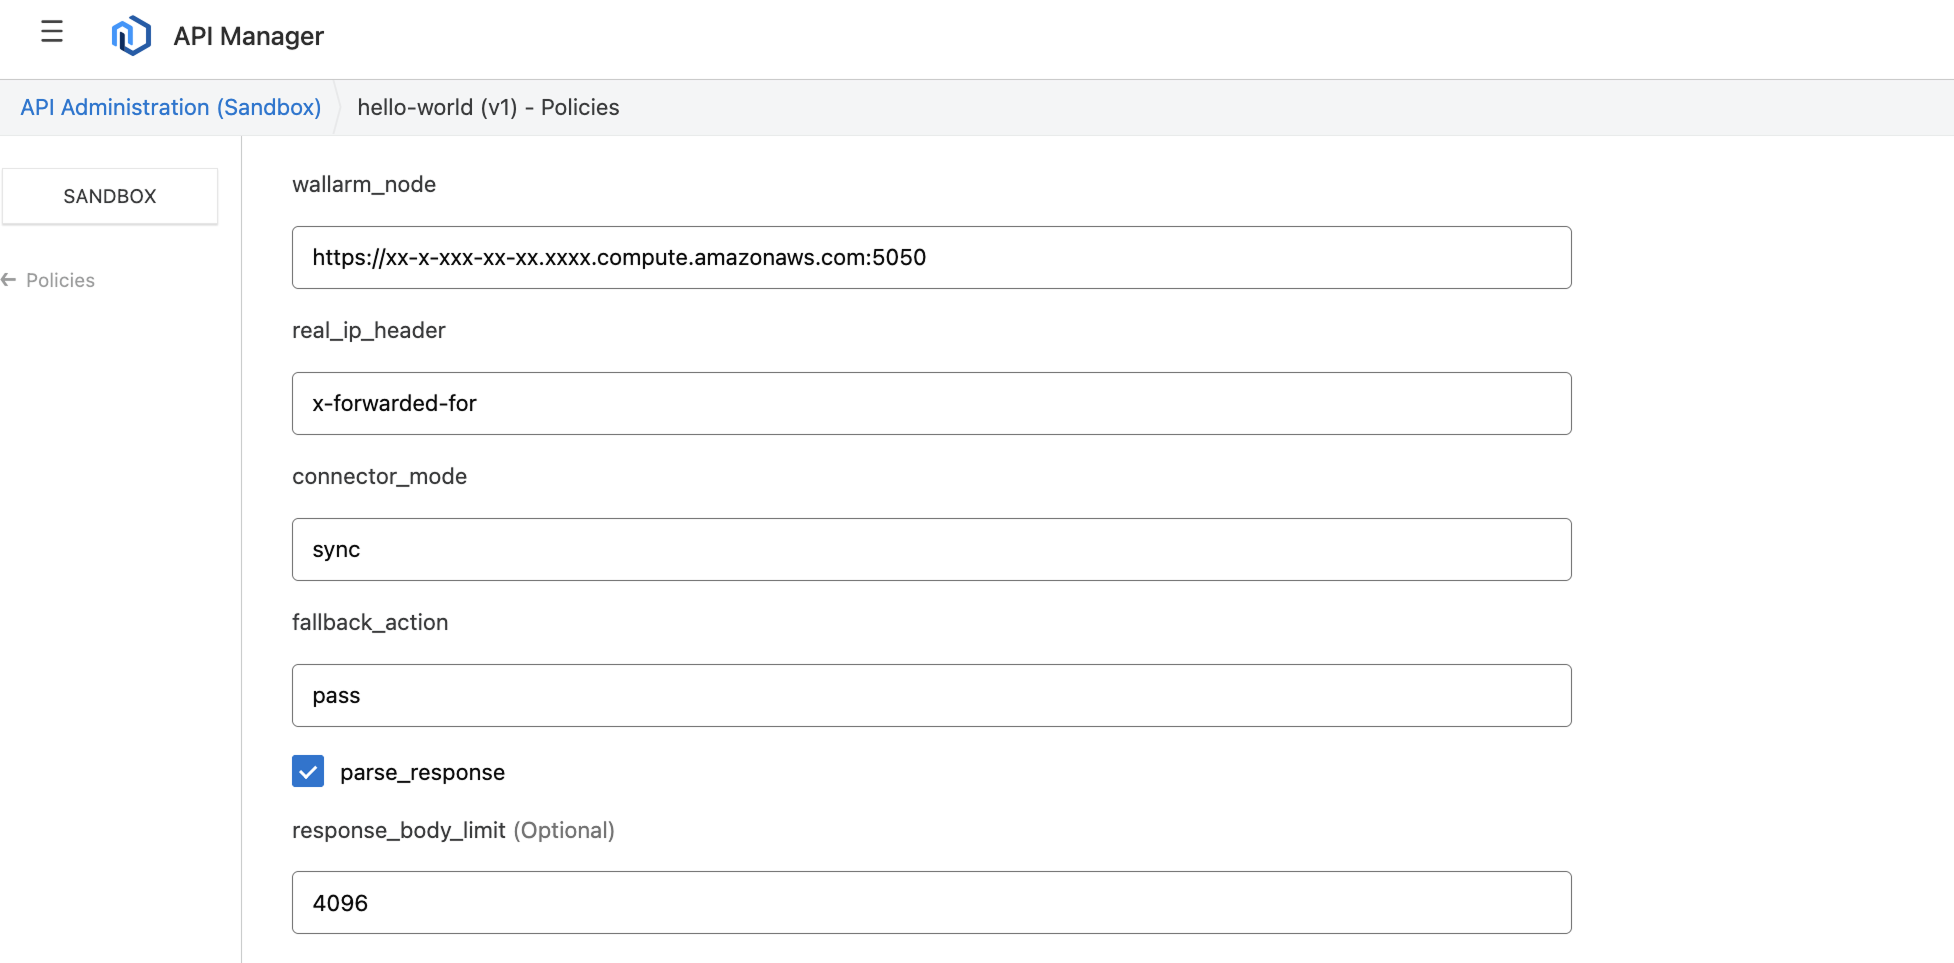 API Manager
API Administration (Sandbox)
hello-world (v1) - Policies
SANDBOX
Policies
wallarm_node
https://xx-x-xxx-xx-xx.xxxx.compute.amazonaws.com:5050
real_ip_header
x-forwarded-for
connector_mode
sync
fallback_action
pass
parse_response
response_body_limit (Optional)
4096